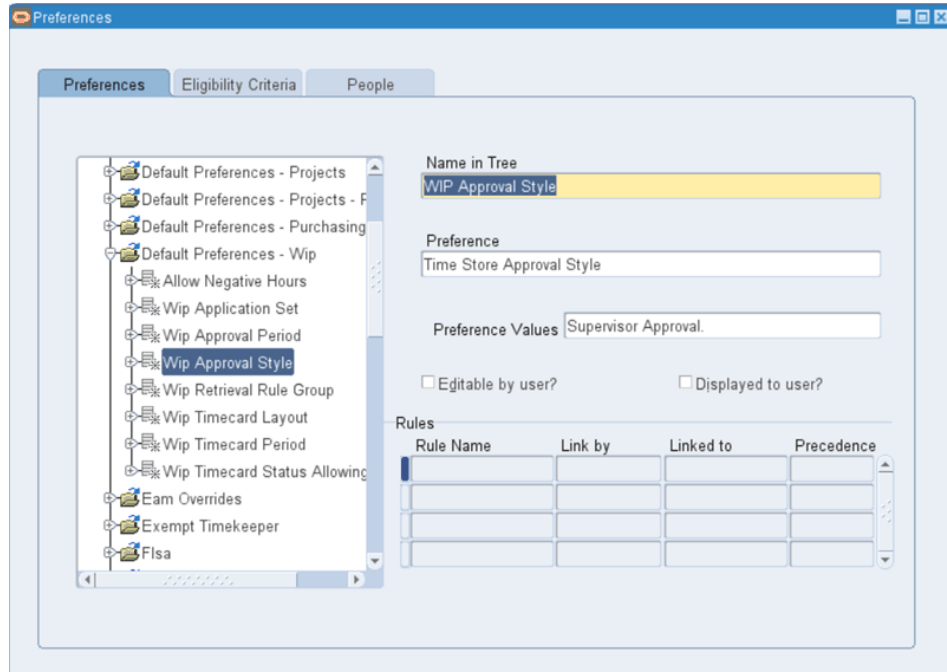 Preferences
Preferences
Eligibility Criteria
People
Default Preferences - Projects
Default Preferences - Projects - F
Default Preferences - Purchasing
Default Preferences - Wip
Allow Negative Hours
Wip Application Set
Wip Approval Period
Wip Approval Style
Wip Retrieval Rule Group
Wip Timecard Layout
Wip Timecard Period
Wip Timecard Status Allowing
Eam Overrides
Exempt Timekeeper
Flsa
Name in Tree
WIP Approval Style
Preference
Time Store Approval Style
Preference Values
Supervisor Approval.
Editable by user?
Displayed to user?
Rules
Rule Name
Link by
Linked to
Precedence